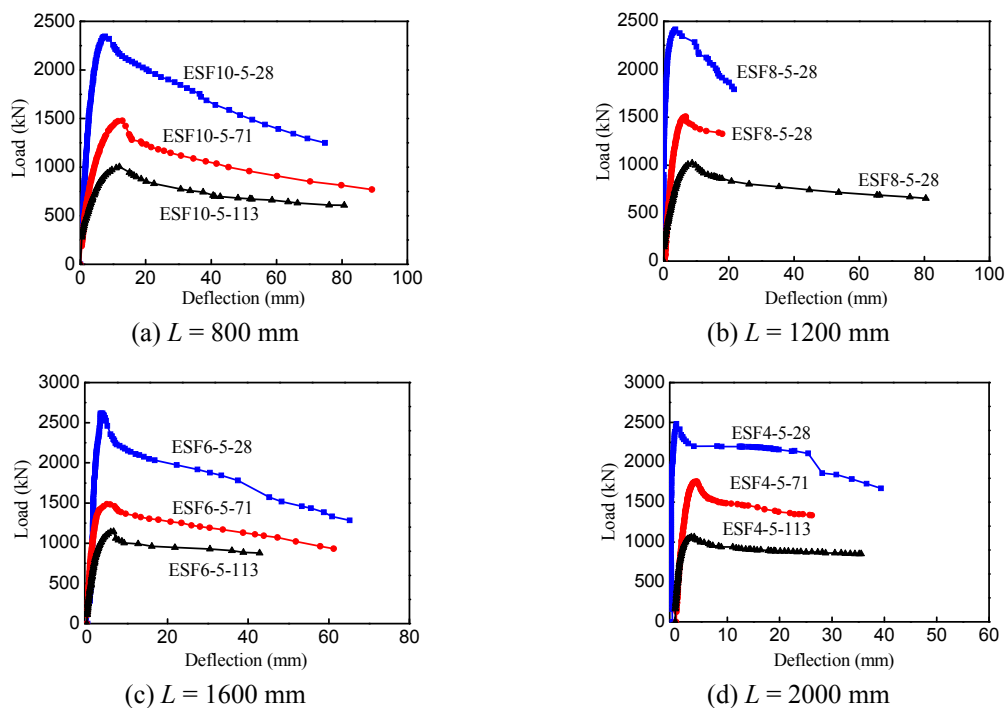 2500
2000
1500
1000
500
0
Load (kN)
ESF10-5-28
ESF10-5-71
ESF10-5-113
0 20 40 60 80 100
Deflection (mm)
(a) L = 800 mm
2500
2000
1500
1000
500
0
Load (kN)
ESF8-5-28
ESF8-5-28
ESF8-5-28
0 20 40 60 80 100
Deflection (mm)
(b) L = 1200 mm
3000
2500
2000
1500
1000
500
0
Load (kN)
ESF6-5-28
ESF6-5-71
ESF6-5-113
0 20 40 60 80
Deflection (mm)
(c) L = 1600 mm
3000
2500
2000
1500
1000
500
0
Load (kN)
ESF4-5-28
ESF4-5-71
ESF4-5-113
0 10 20 30 40 50 60
Deflection (mm)
(d) L = 2000 mm